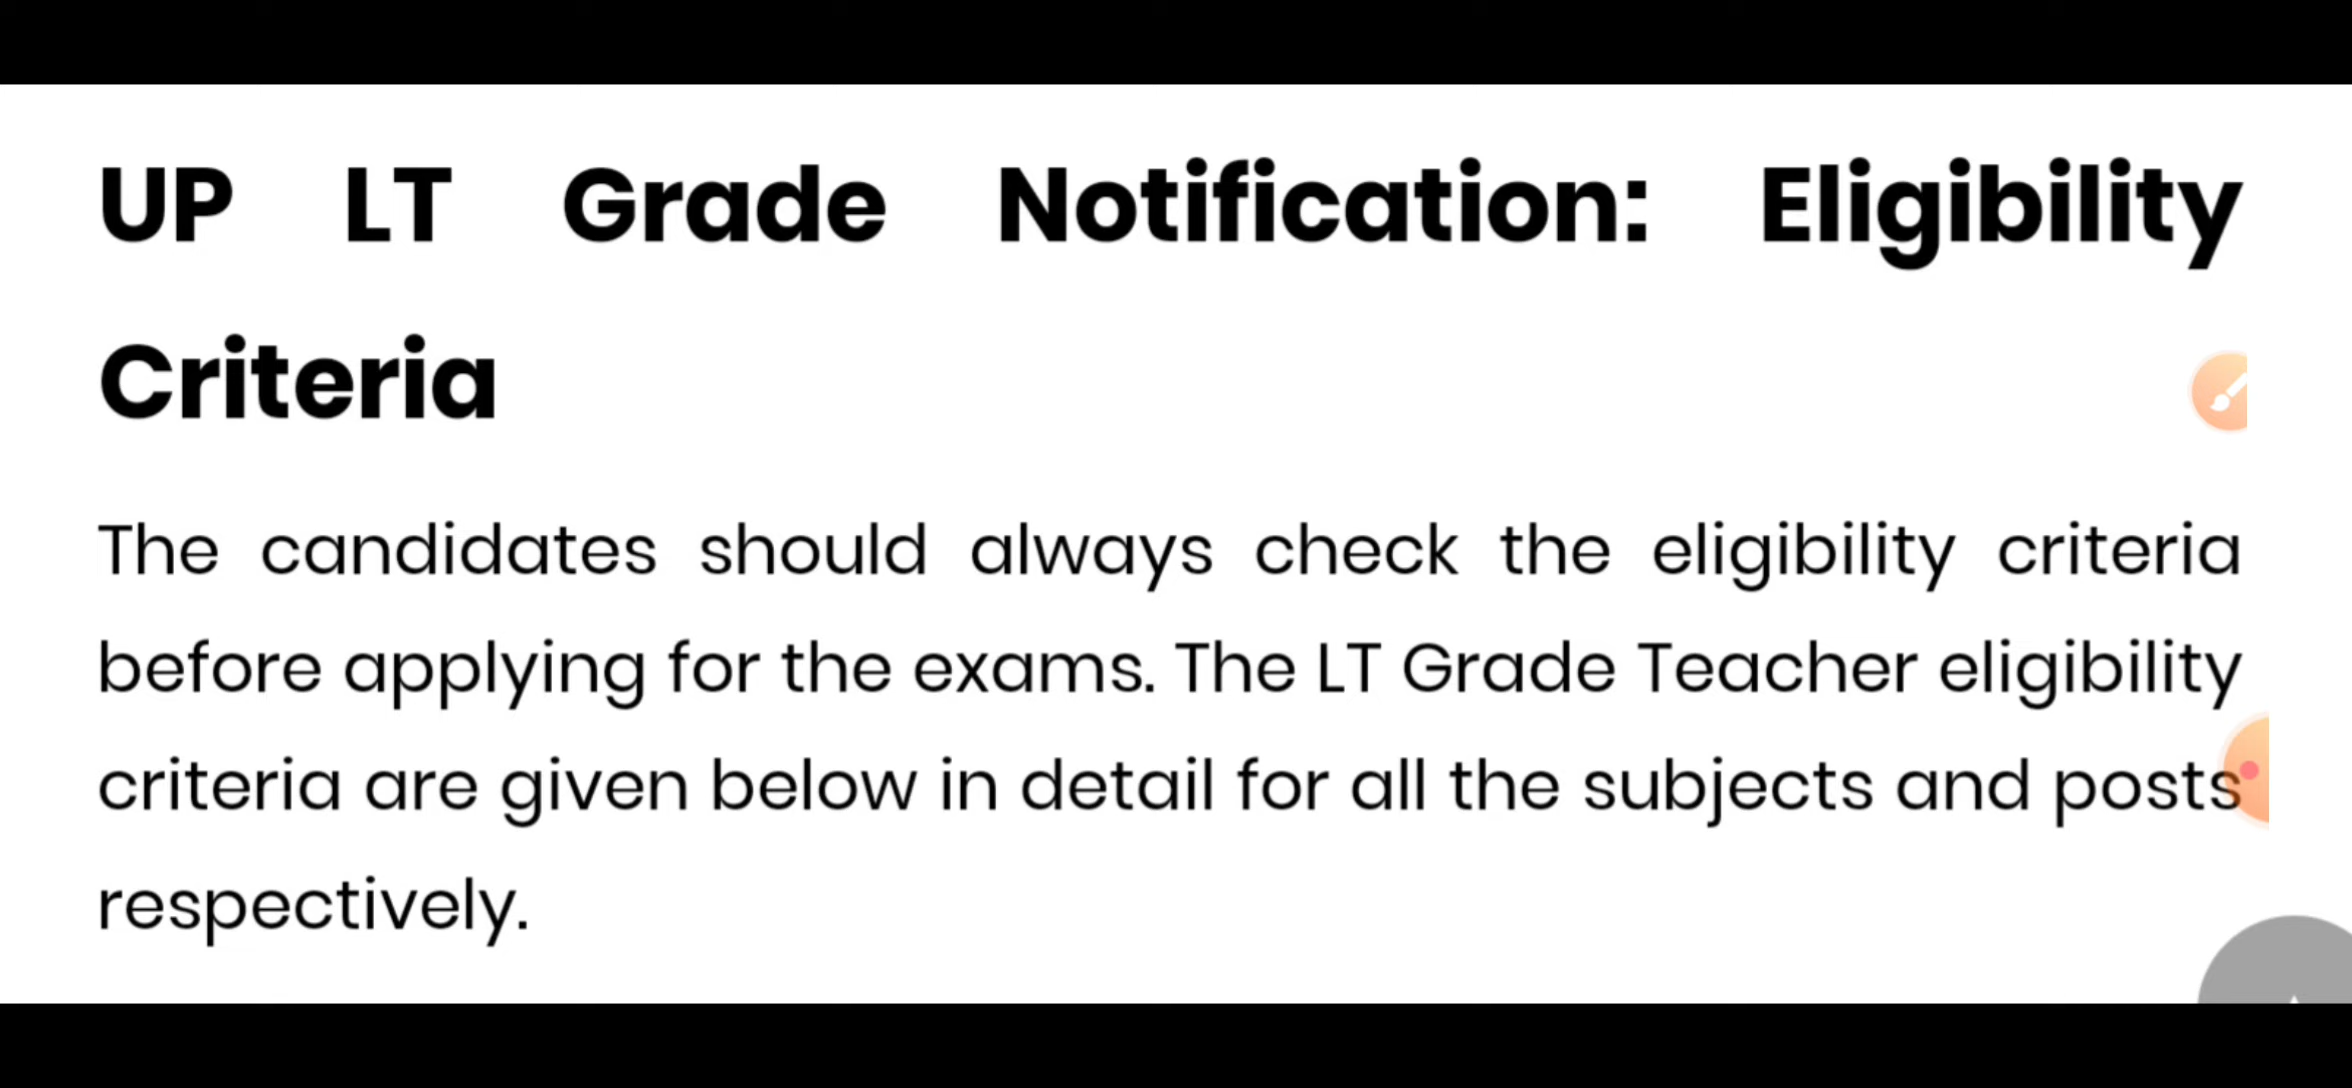 UP LT Grade Notification: Eligibility
Criteria
The candidates should always check the eligibility criteria
before applying for the exams. The LT Grade Teacher eligibility
criteria are given below in detail for all the subjects and posts
respectively.